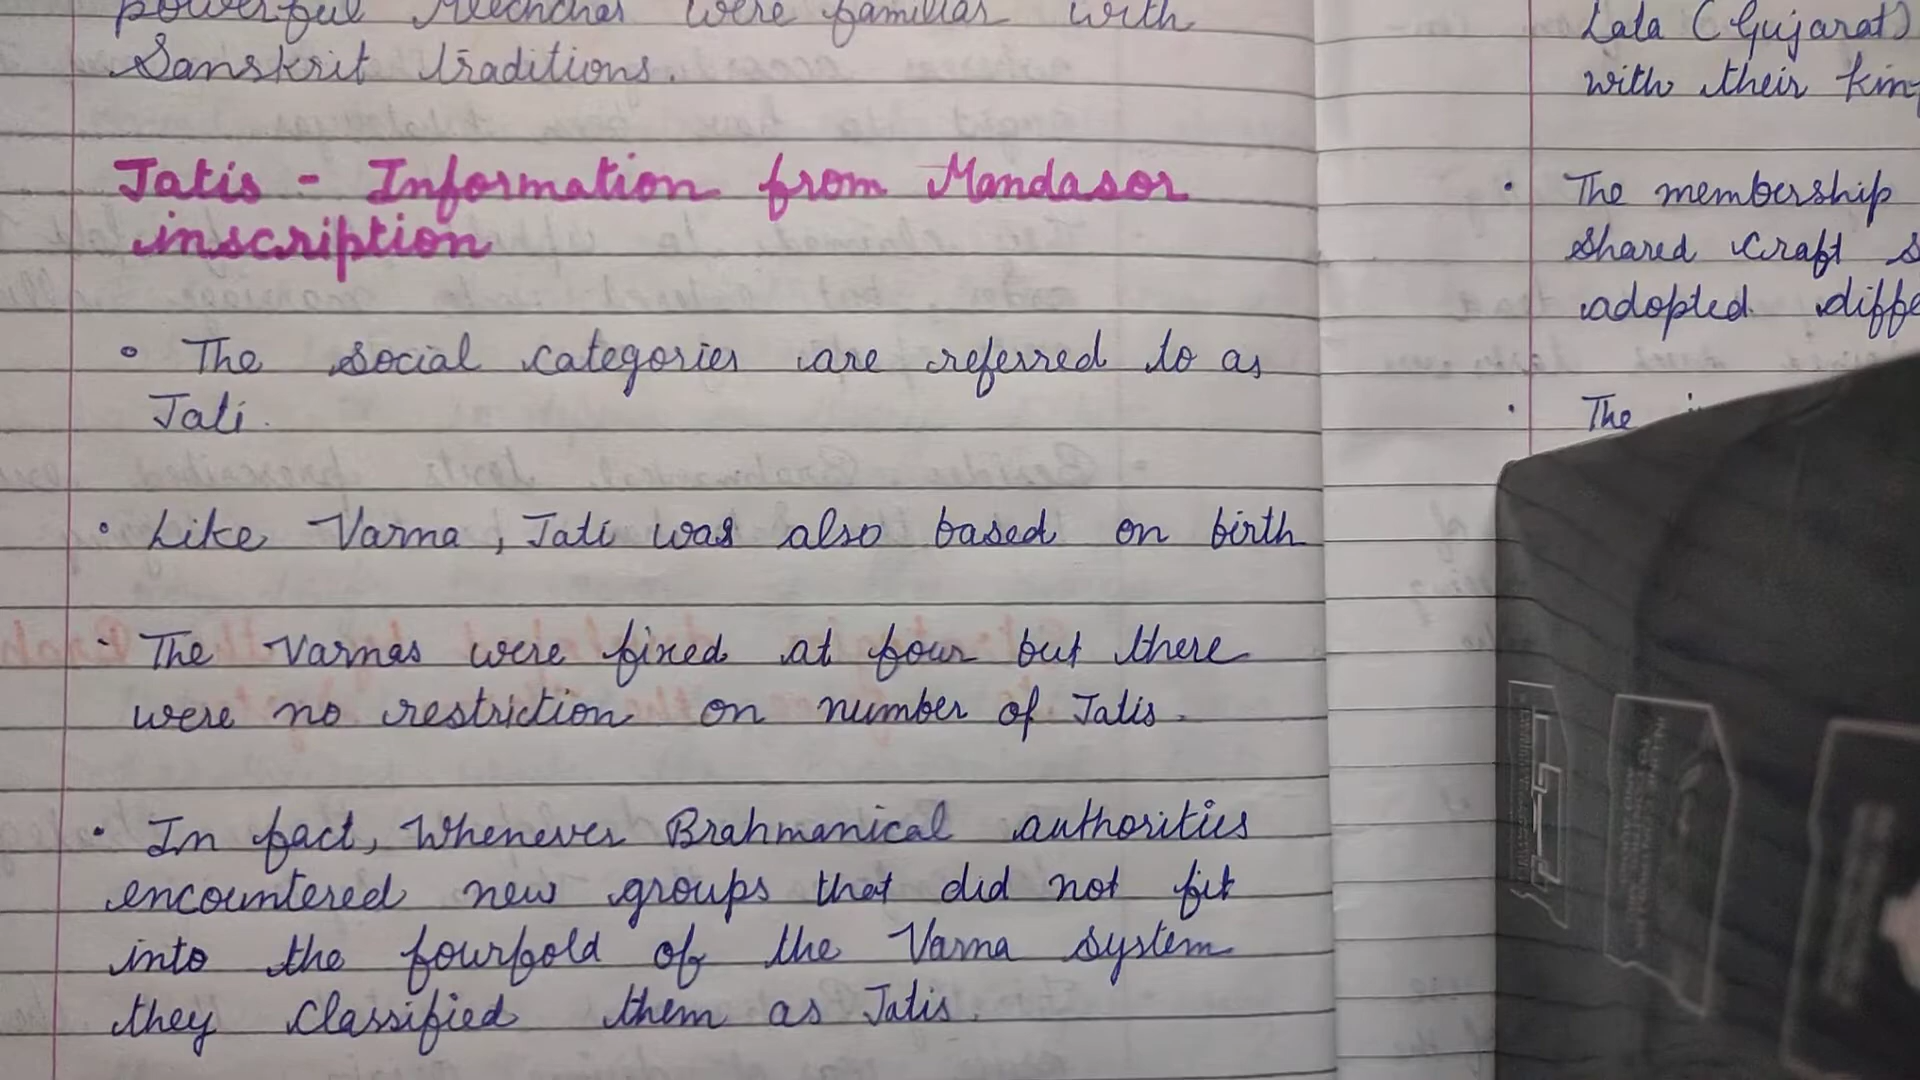 powerful Mlechchas were familiar with
Sanskrit traditions.
Jatis - Information from Mandasor
inscription
• The social categories are referred to as
Jati.
• Like Varna, Jati was also based on birth
- The Varnas were fixed at four but there
were no restriction on number of Jatis.
• In fact, Whenever Brahmanical authorities
encountered new groups that did not fit
into the fourfold of the Varna system
they classified them as Jatis.
Lata (Gujarat)
with their
• The membership
shared craft
adopted
• The